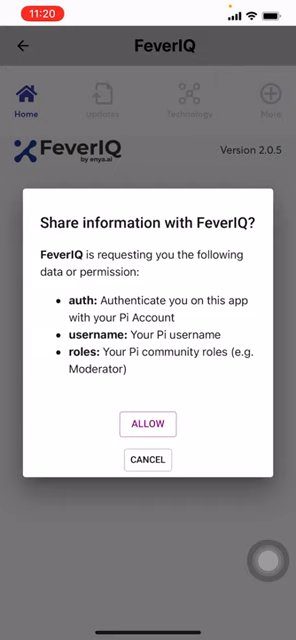 11:20
FeverIQ
Home
Updates
Technology
More
FeverIQ
by enya.ai
Version 2.0.5
Share information with FeverIQ?
FeverIQ is requesting you the following
data or permission:
• auth: Authenticate you on this app
with your Pi Account
• username: Your Pi username
• roles: Your Pi community roles (e.g.
Moderator)
ALLOW
CANCEL